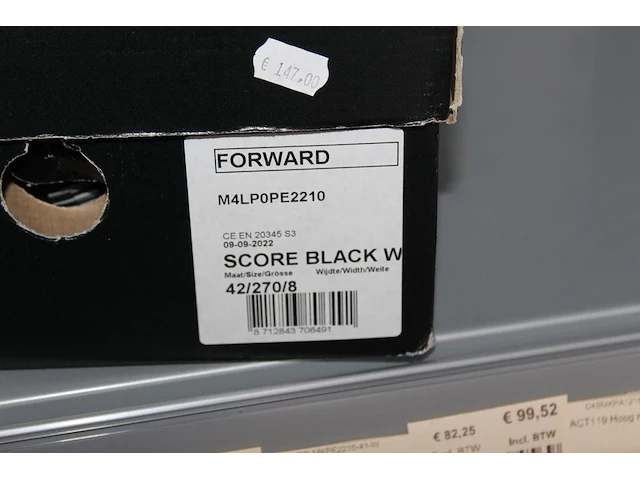 € 147,00
FORWARD
M4LP0PE2210
CE EN 20345 S3
09-09-2022
SCORE BLACK W
Maat/Size/Grösse Wijdte/Width/Weite
42/270/8
8 712843 706491
€ 82,25
BTW
€ 99,52
Incl. BTW
ACT119 Hoog